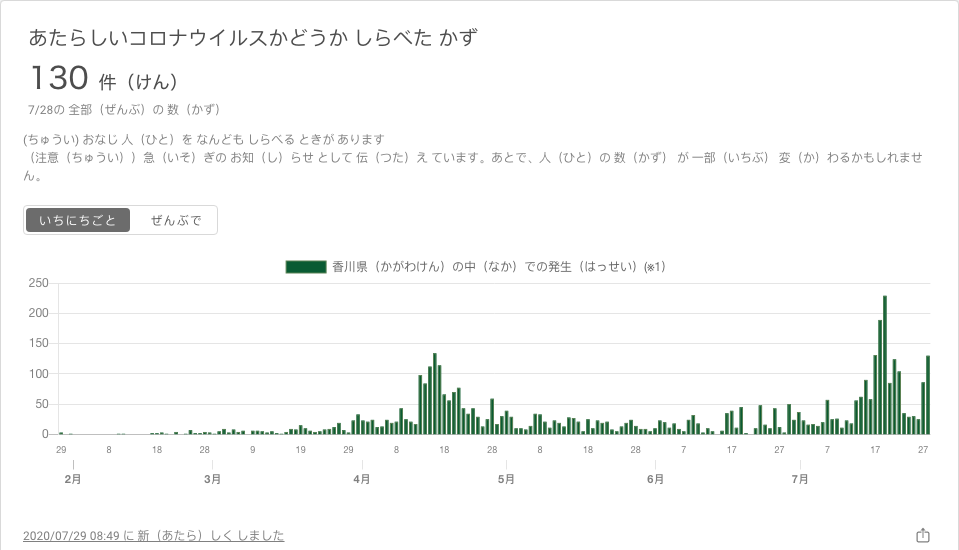 あたらしいコロナウイルスかどうか しらべた かず
130 件（けん）
7/28の 全部（ぜんぶ）の 数（かず）
(ちゅうい) おなじ 人（ひと）を なんども しらべる ときが あります
（注意（ちゅうい））急（いそ）ぎの お知（し）らせ として 伝（つた）え ています。あとで、人（ひと）の 数（かず） が 一部（いちぶ） 変（か）わるかもしれませ
ん。
いちにちごと ぜんぶで
香川県（かがわけん）の中（なか）での発生（はっせい）(※1)
250
200
150
100
50
0
29 8 18 28 9 19 29 8 18 28 8 18 28 7 17 27 7 17 27
2月 3月 4月 5月 6月 7月
2020/07/29 08:49 に 新（あたら）しく しました